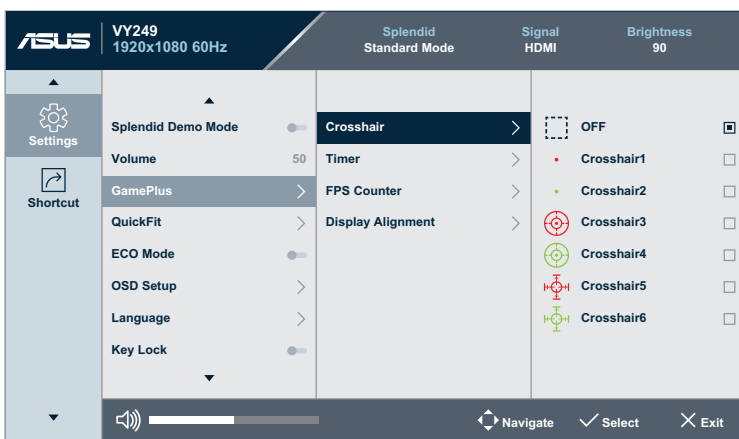 ASUS
VY249
1920x1080 60Hz
Splendid
Standard Mode
Signal
HDMI
Brightness
90
Settings
Shortcut
Splendid Demo Mode
Volume 50
GamePlus
QuickFit
ECO Mode
OSD Setup
Language
Key Lock
Crosshair
Timer
FPS Counter
Display Alignment
OFF
Crosshair1
Crosshair2
Crosshair3
Crosshair4
Crosshair5
Crosshair6
Navigate
Select
Exit